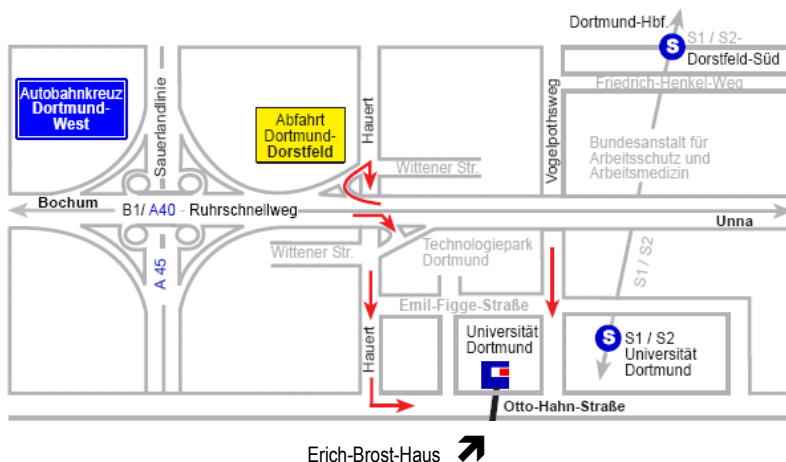 Dortmund-Hbf.
S
S1 / S2-
Dorstfeld-Süd
Friedrich-Henkel-Weg
Autobahnkreuz
Dortmund-
West
Sauerlandlinie
Abfahrt
Dortmund-
Dorstfeld
Hauert
Vogelpothsweg
Bundesanstalt für
Arbeitsschutz und
Arbeitsmedizin
Wittener Str.
Bochum
B1/ A40 - Ruhrschnellweg
Unna
Wittener Str.
Technologiepark
Dortmund
S1 / S2
A 45
Emil-Figge-Straße
Hauert
Universität
Dortmund
S
S1 / S2
Universität
Dortmund
Otto-Hahn-Straße
Erich-Brost-Haus